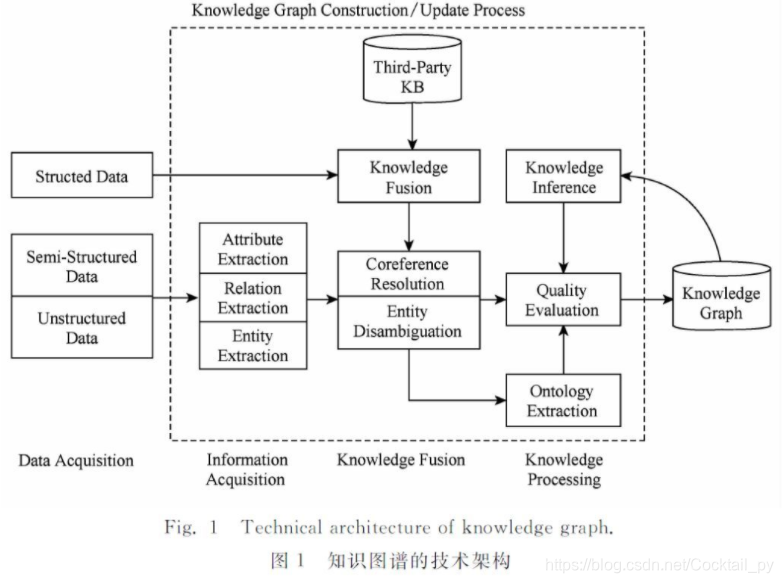 Knowledge Graph Construction/Update Process
Third-Party
KB
Structed Data
Knowledge
Fusion
Knowledge
Inference
Semi-Structured
Data
Unstructured
Data
Attribute
Extraction
Relation
Extraction
Entity
Extraction
Coreference
Resolution
Entity
Disambiguation
Quality
Evaluation
Knowledge
Graph
Ontology
Extraction
Data Acquisition
Information
Acquisition
Knowledge Fusion
Knowledge
Processing
Fig. 1 Technical architecture of knowledge graph.
图 1 知识图谱的技术架构
https://blog.csdn.net/Cocktail_py